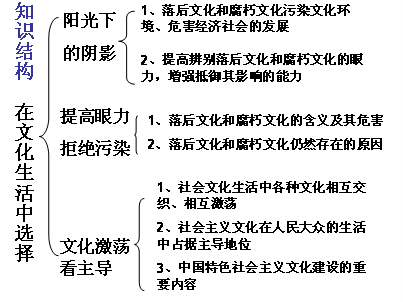 知识结构
在文化生活中选择
阳光下
的阴影
1、落后文化和腐朽文化污染文化环
境、危害经济社会的发展
2、提高辨别落后文化和腐朽文化的眼
力，增强抵御其影响的能力
提高眼力
拒绝污染
1、落后文化和腐朽文化的含义及其危害
2、落后文化和腐朽文化仍然存在的原因
文化激荡
看主导
1、社会文化生活中各种文化相互交
织、相互激荡
2、社会主义文化在人民大众的生活
中占据主导地位
3、中国特色社会主义文化建设的重
要内容